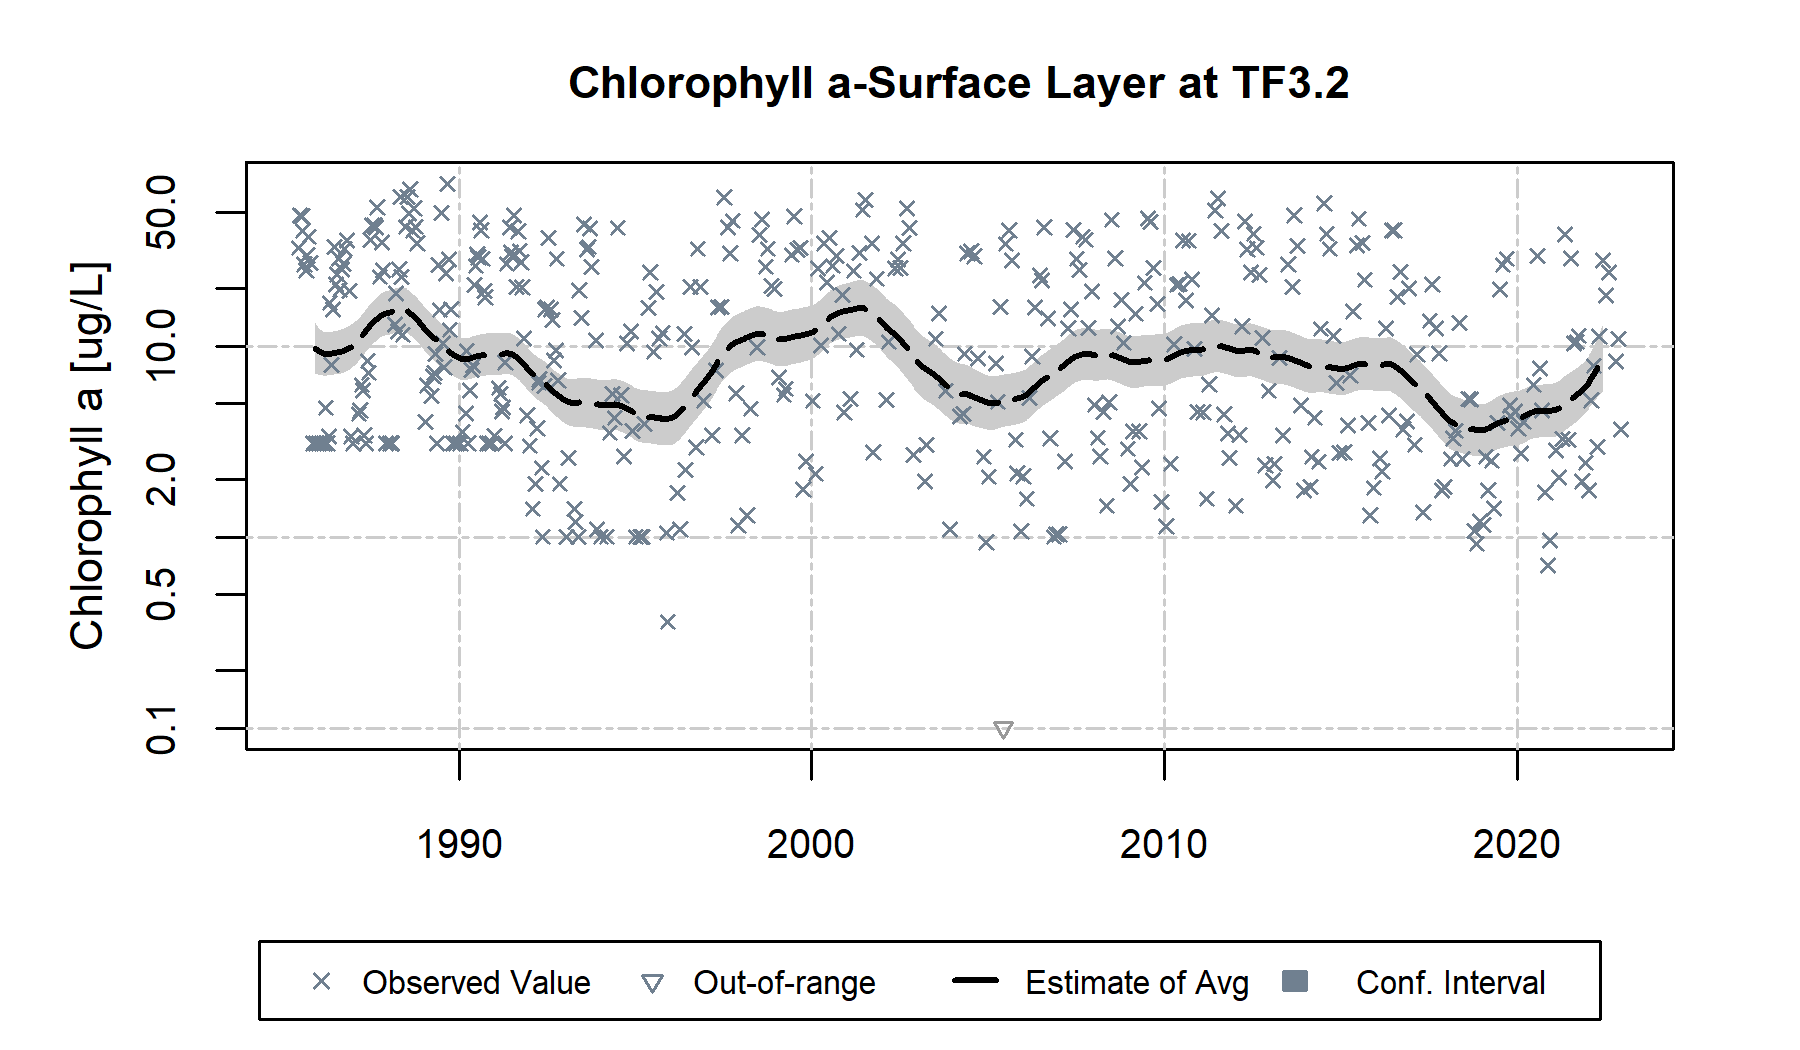 Chlorophyll a-Surface Layer at TF3.2
Chlorophyll a [ug/L]
50.0
10.0
2.0
0.5
0.1
1990 2000 2010 2020
Observed Value Out-of-range Estimate of Avg Conf. Interval